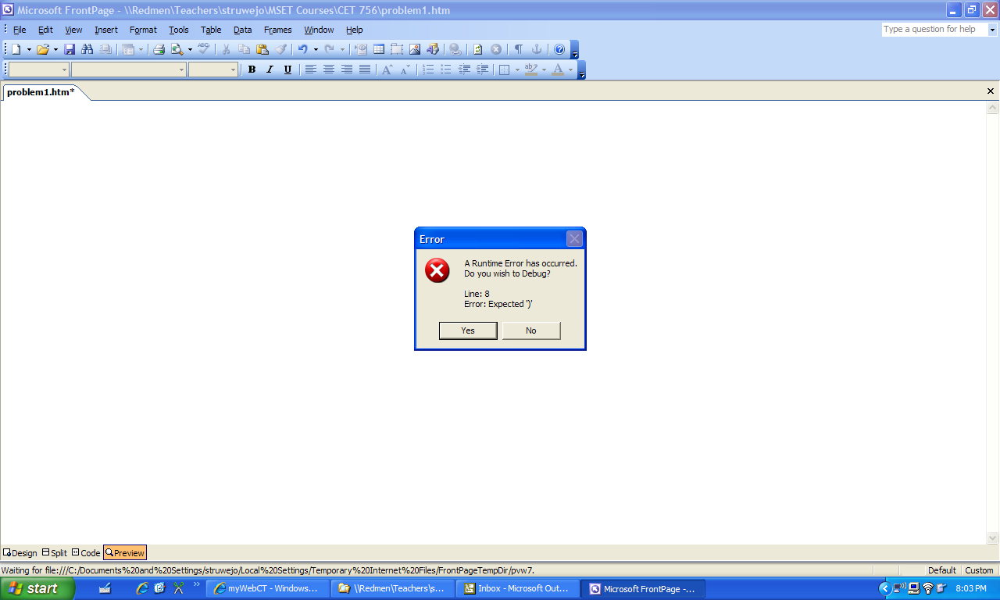 Microsoft FrontPage - \\Redmen\Teachers\struwejo\MSET Courses\CET 756\problem1.htm
File Edit View Insert Format Tools Table Data Frames Window Help
Type a question for help
ABC
B I U A A ab A
problem1.htm*
Error
A Runtime Error has occurred.
Do you wish to Debug?
Line: 8
Error: Expected ')'
Yes No
Design Split Code Preview
Waiting for file:///C:/Documents%20and%20Settings/struwejo/Local%20Settings/Temporary%20Internet%20Files/FrontPageTempDir/pvw7.
Default Custom
start myWebCT - Windows... \\Redmen\Teachers\s... Inbox - Microsoft Out... Microsoft FrontPage -... 8:03 PM